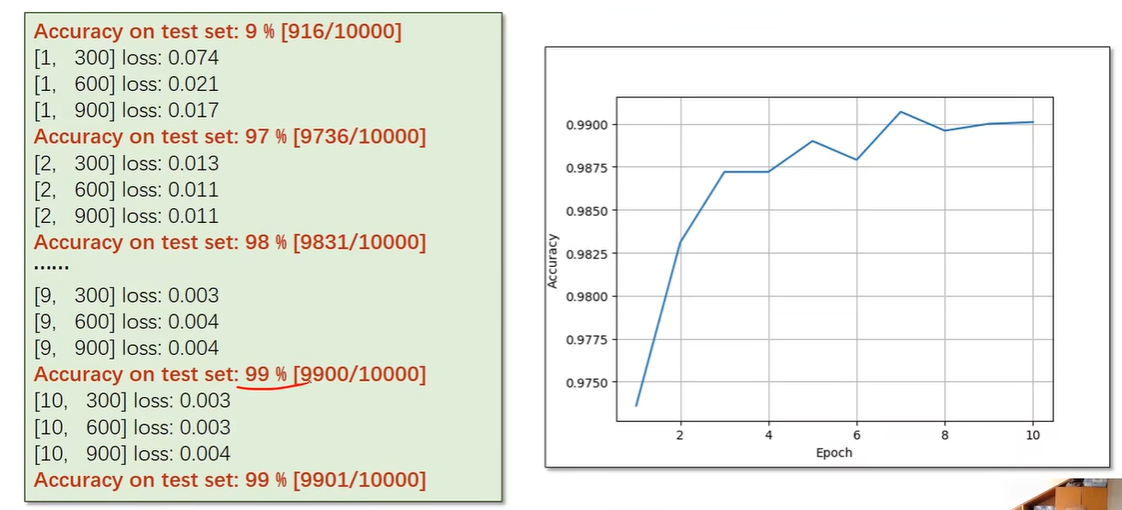 Accuracy on test set: 9 % [916/10000]
[1, 300] loss: 0.074
[1, 600] loss: 0.021
[1, 900] loss: 0.017
Accuracy on test set: 97 % [9736/10000]
[2, 300] loss: 0.013
[2, 600] loss: 0.011
[2, 900] loss: 0.011
Accuracy on test set: 98 % [9831/10000]
......
[9, 300] loss: 0.003
[9, 600] loss: 0.004
[9, 900] loss: 0.004
Accuracy on test set: 99 % [9900/10000]
[10, 300] loss: 0.003
[10, 600] loss: 0.003
[10, 900] loss: 0.004
Accuracy on test set: 99 % [9901/10000]
0.9900
0.9875
0.9850
0.9825
0.9800
0.9775
0.9750
Accuracy
2 4 6 8 10
Epoch